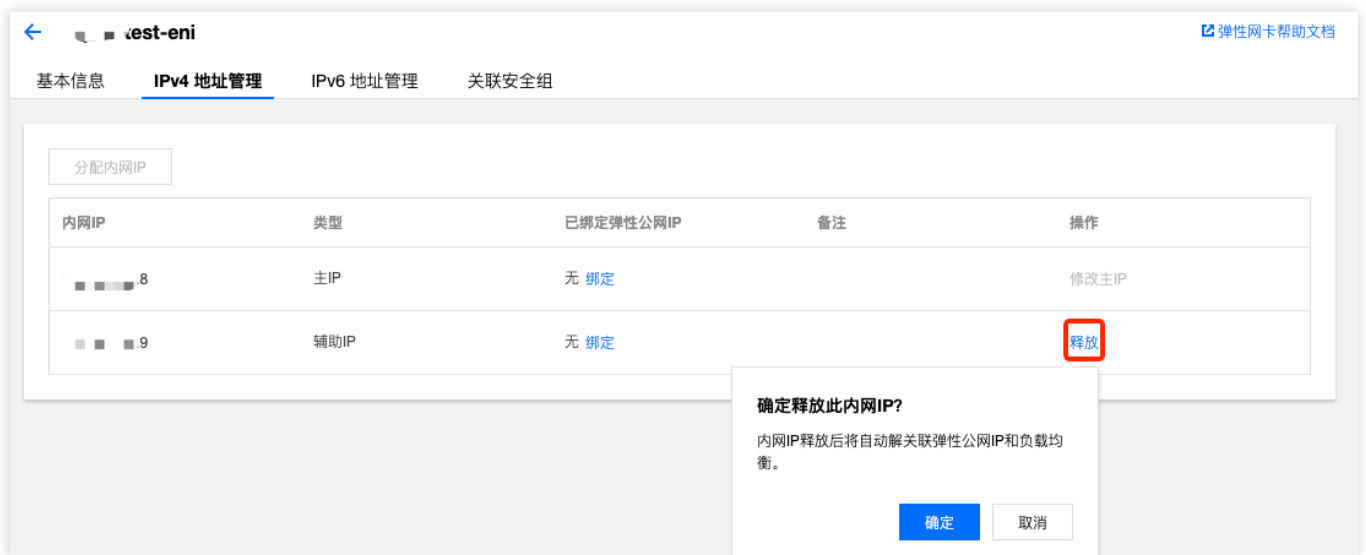 test-eni
弹性网卡帮助文档
基本信息
IPv4 地址管理
IPv6 地址管理
关联安全组
分配内网IP
内网IP 类型 已绑定弹性公网IP 备注 操作
.8 主IP 无 绑定 修改主IP
.9 辅助IP 无 绑定 释放
确定释放此内网IP?
内网IP释放后将自动解关联弹性公网IP和负载均
衡。
确定 取消